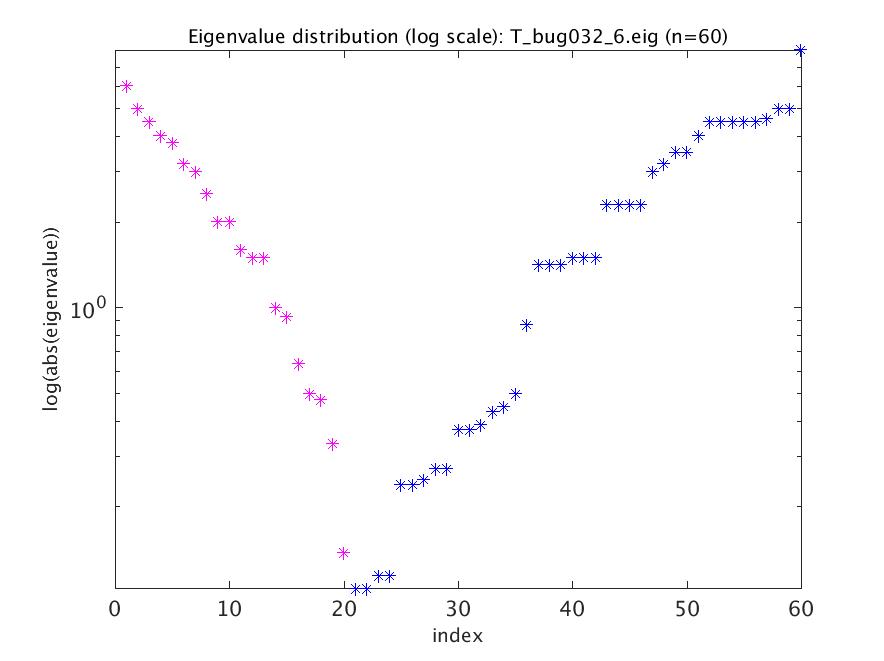 Eigenvalue distribution (log scale): T_bug032_6.eig (n=60)
log(abs(eigenvalue))
10^0
0 10 20 30 40 50 60
index